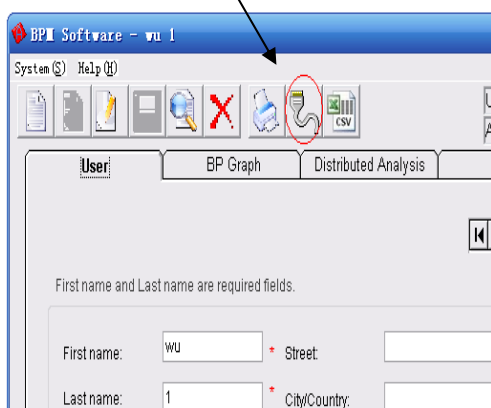 BPM Software - wu 1
System(S) Help(H)
CSV
User BP Graph Distributed Analysis
First name and Last name are required fields.
First name: wu * Street:
Last name: 1 * City/Country: